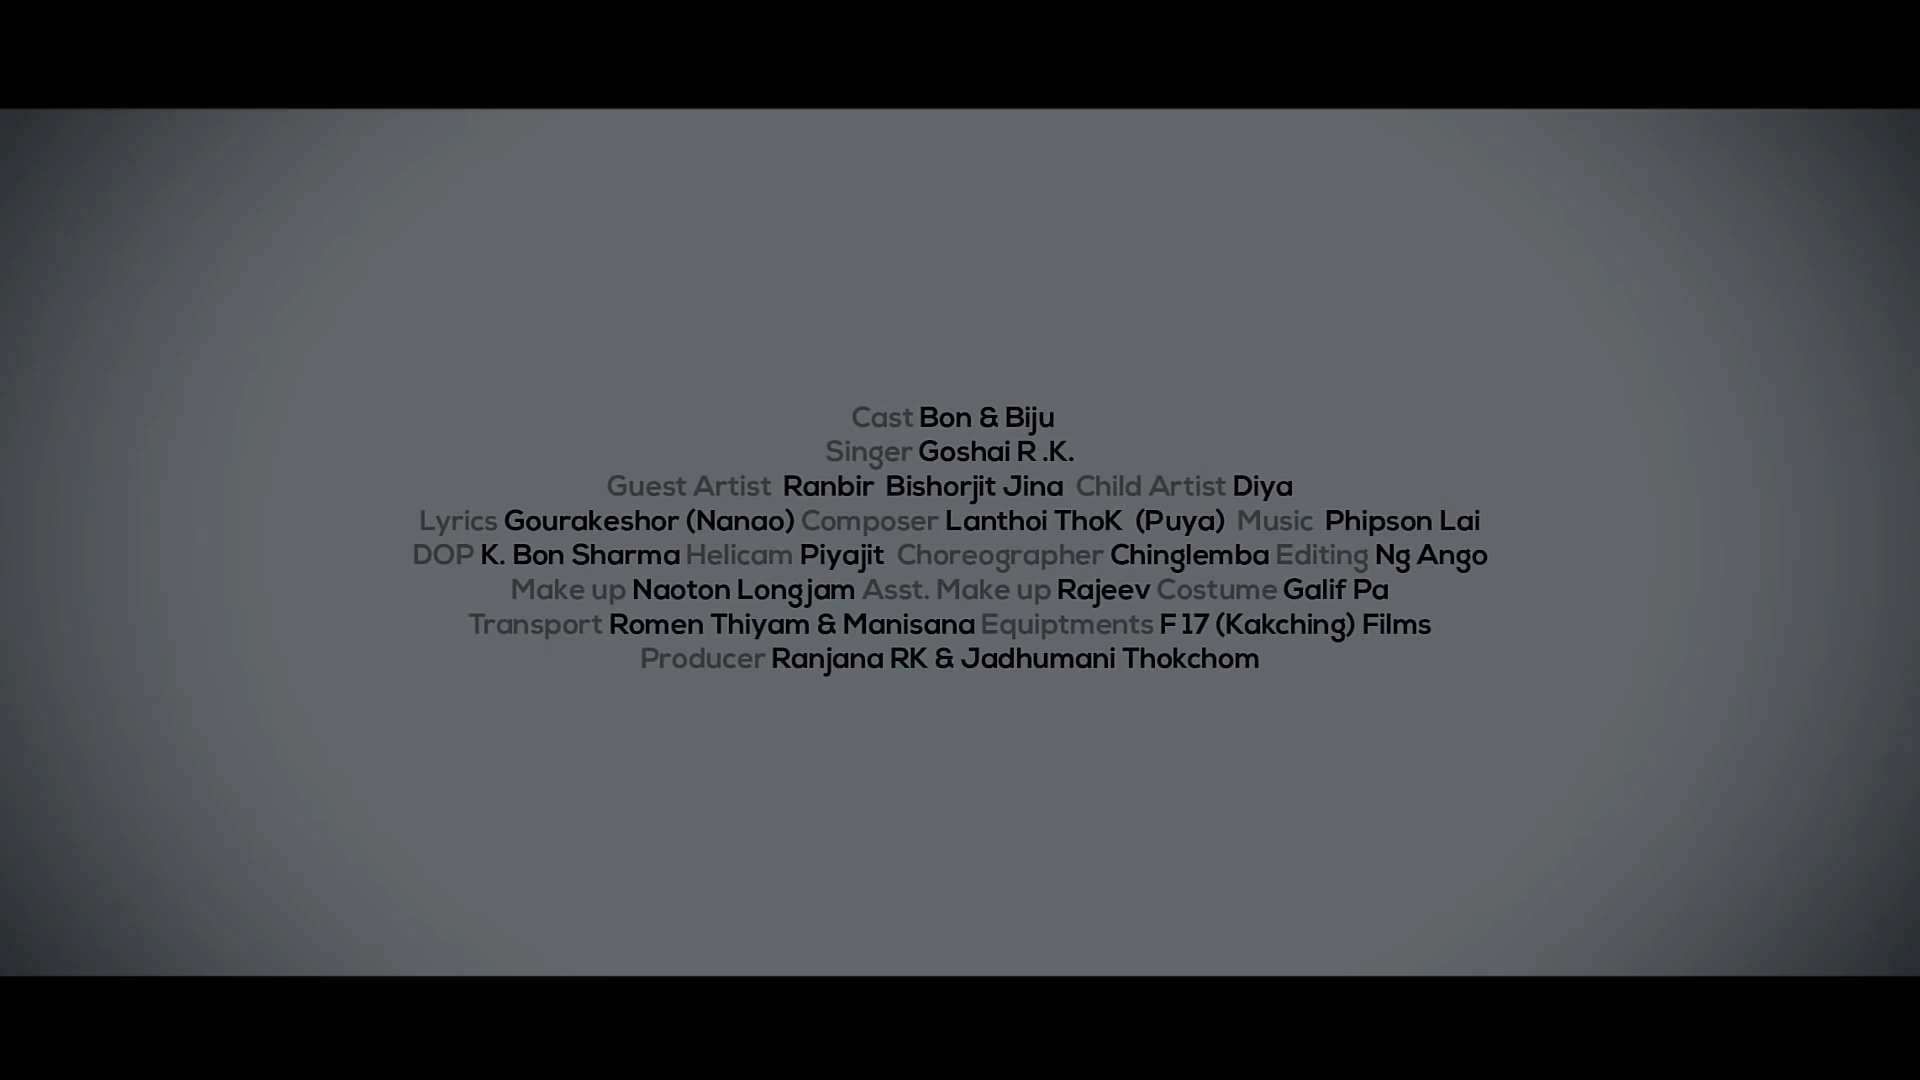 Cast Bon & Biju
Singer Goshai R .K.
Guest Artist Ranbir Bishorjit Jina Child Artist Diya
Lyrics Gourakeshor (Nanao) Composer Lanthoi ThoK (Puya) Music Phipson Lai
DOP K. Bon Sharma Helicam Piyajit Choreographer Chinglemba Editing Ng Ango
Make up Naoton Longjam Asst. Make up Rajeev Costume Galif Pa
Transport Romen Thiyam & Manisana Equiptments F 17 (Kakching) Films
Producer Ranjana RK & Jadhumani Thokchom